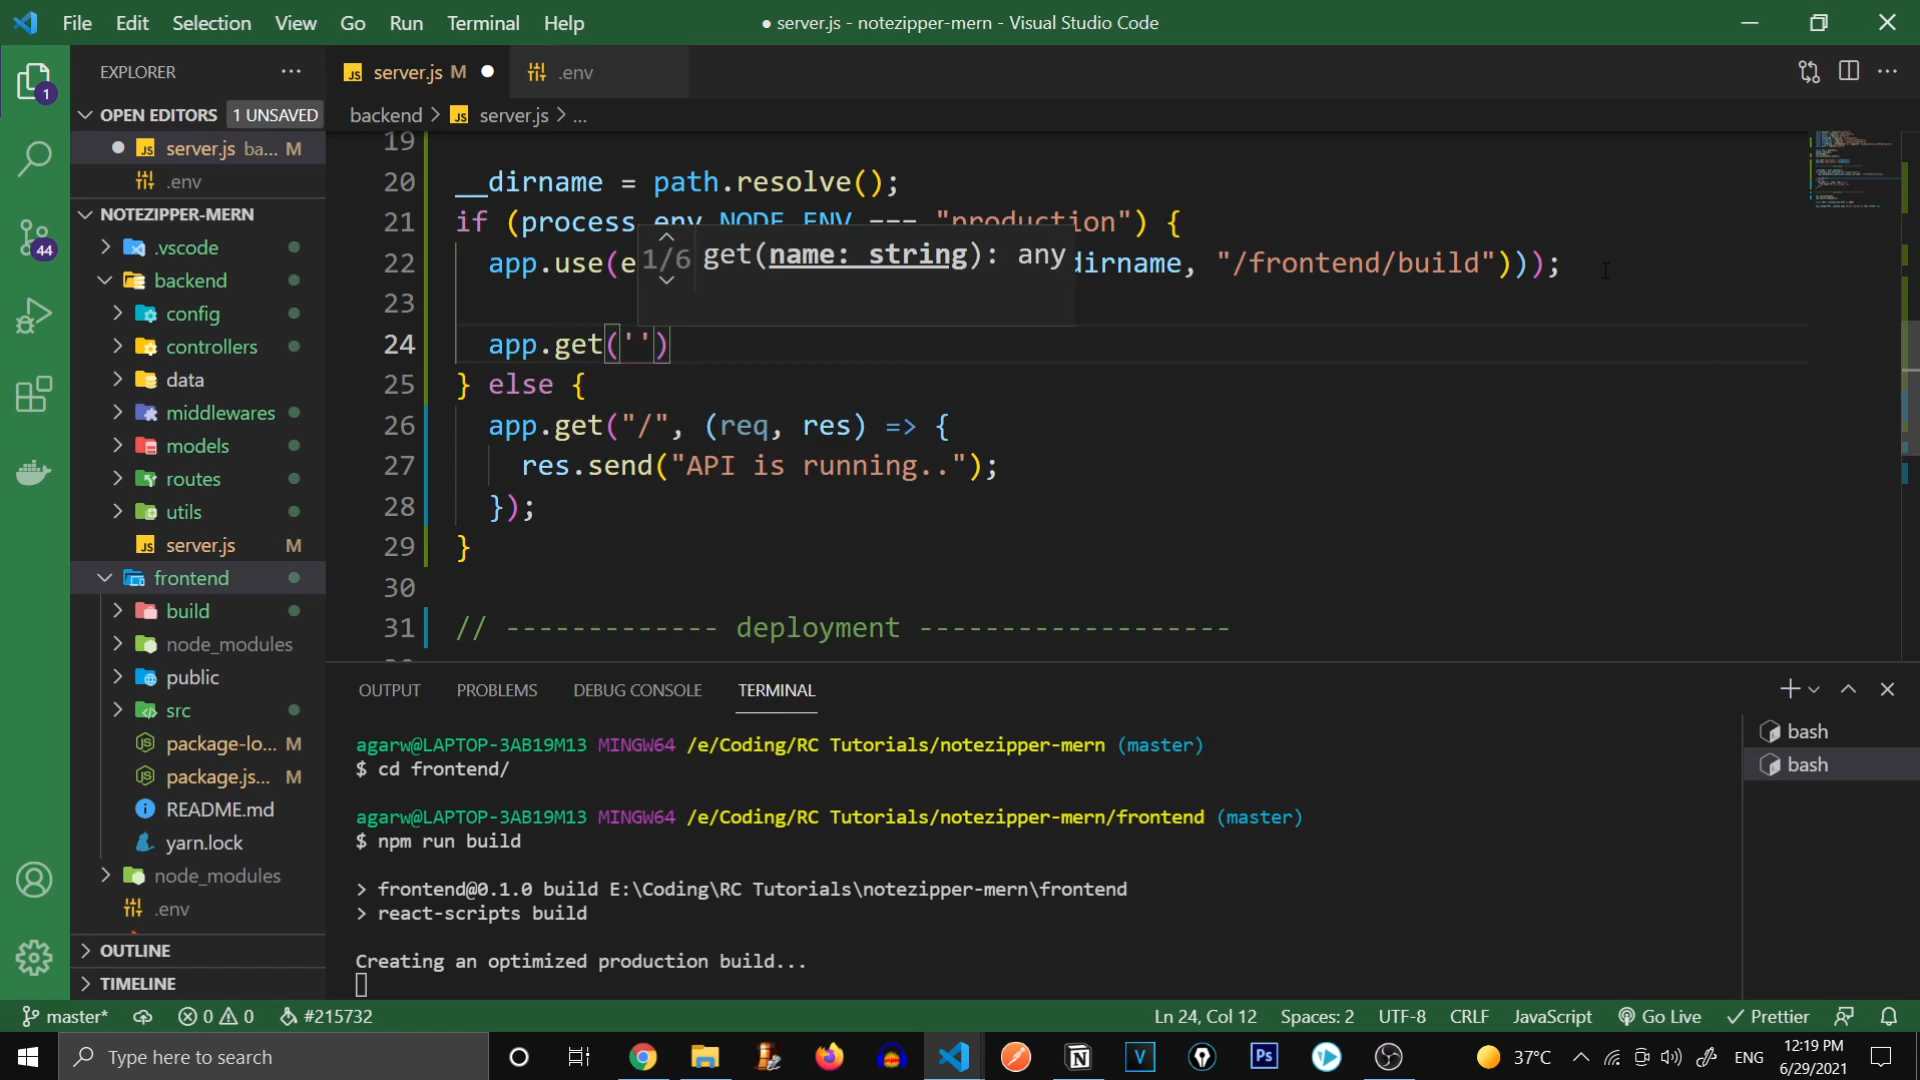 File Edit Selection View Go Run Terminal Help
● server.js - notezipper-mern - Visual Studio Code
EXPLORER
OPEN EDITORS 1 UNSAVED
server.js ba... M
.env
NOTEZIPPER-MERN
.vscode
backend
config
controllers
data
middlewares
models
routes
utils
server.js M
frontend
build
node_modules
public
src
package-lo... M
package.js... M
README.md
yarn.lock
node_modules
.env
OUTLINE
TIMELINE
1
44
server.js M
.env
backend > server.js > ...
19
20 __dirname = path.resolve();
21 if (process.env.NODE_ENV === "production") {
22 app.use(e dirname, "/frontend/build")));
1/6 get(name: string): any
23
24 app.get('')
25 } else {
26 app.get("/", (req, res) => {
27 res.send("API is running..");
28 });
29 }
30
31 // ------------- deployment -------------------
OUTPUT PROBLEMS DEBUG CONSOLE TERMINAL
agarw@LAPTOP-3AB19M13 MINGW64 /e/Coding/RC Tutorials/notezipper-mern (master)
$ cd frontend/
agarw@LAPTOP-3AB19M13 MINGW64 /e/Coding/RC Tutorials/notezipper-mern/frontend (master)
$ npm run build
> frontend@0.1.0 build E:\Coding\RC Tutorials\notezipper-mern\frontend
> react-scripts build
Creating an optimized production build...
bash
bash
master* 0 0 #215732 Ln 24, Col 12 Spaces: 2 UTF-8 CRLF JavaScript Go Live Prettier
Type here to search
37°C ENG 12:19 PM
6/29/2021